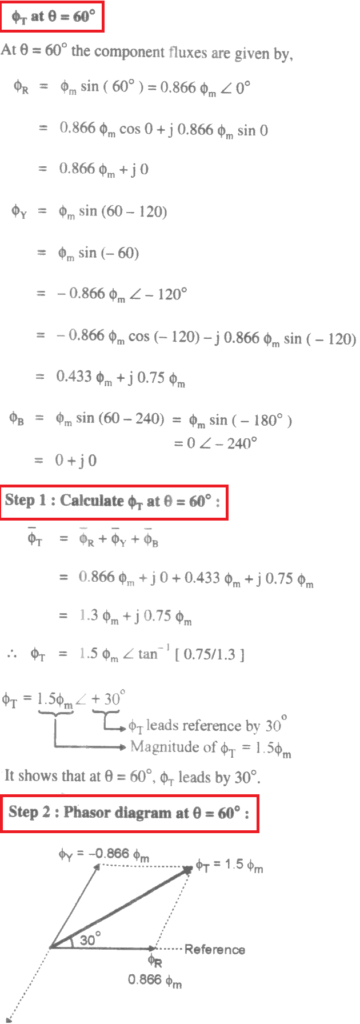 ϕT at θ = 60°
At θ = 60° the component fluxes are given by,
ϕR = ϕm sin ( 60° ) = 0.866 ϕm ∠ 0°
= 0.866 ϕm cos 0 + j 0.866 ϕm sin 0
= 0.866 ϕm + j 0
ϕY = ϕm sin (60 – 120)
= ϕm sin (– 60)
= – 0.866 ϕm ∠ – 120°
= – 0.866 ϕm cos (– 120) – j 0.866 ϕm sin ( – 120)
= 0.433 ϕm + j 0.75 ϕm
ϕB = ϕm sin (60 – 240) = ϕm sin ( – 180° )
= 0 ∠ – 240°
= 0 + j 0
Step 1 : Calculate ϕT at θ = 60° :
ϕ̄T = ϕ̄R + ϕ̄Y + ϕ̄B
= 0.866 ϕm + j 0 + 0.433 ϕm + j 0.75 ϕm
= 1.3 ϕm + j 0.75 ϕm
∴ ϕT = 1.5 ϕm ∠ tan⁻¹ [ 0.75/1.3 ]
ϕT = 1.5ϕm ∠ + 30°
ϕT leads reference by 30°
Magnitude of ϕT = 1.5ϕm
It shows that at θ = 60°, ϕT leads by 30°.
Step 2 : Phasor diagram at θ = 60° :
ϕY = –0.866 ϕm
ϕT = 1.5 ϕm
30°
Reference
ϕR
0.866 ϕm